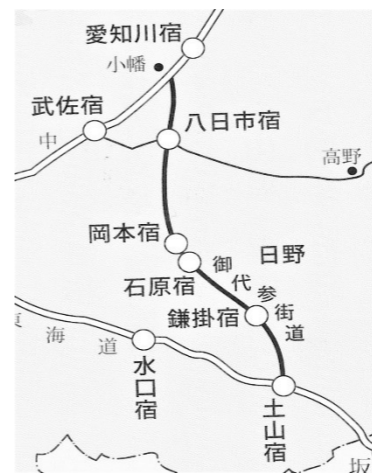 愛知川宿
小幡
武佐宿
八日市宿
中
高野
岡本宿
日野
御代参街道
石原宿
鎌掛宿
東海道
水口宿
土山宿
坂